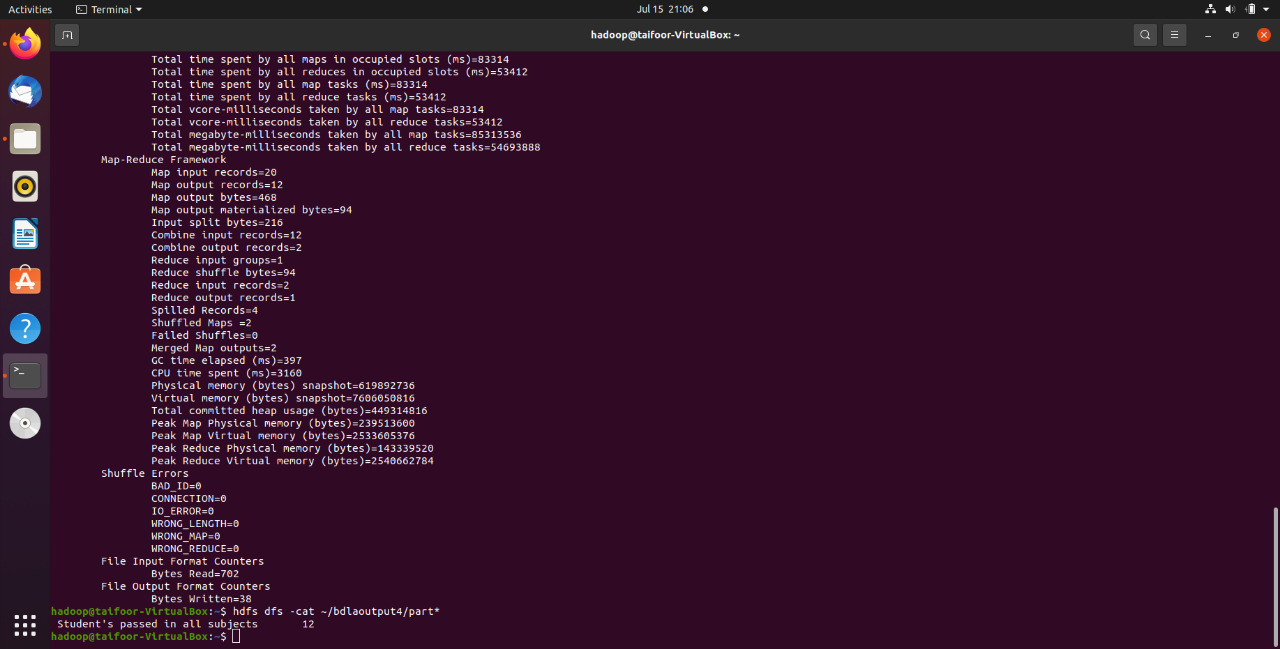 Activities
Terminal
Jul 15 21:06
hadoop@taifoor-VirtualBox: ~
Total time spent by all maps in occupied slots (ms)=83314
Total time spent by all reduces in occupied slots (ms)=53412
Total time spent by all map tasks (ms)=83314
Total time spent by all reduce tasks (ms)=53412
Total vcore-milliseconds taken by all map tasks=83314
Total vcore-milliseconds taken by all reduce tasks=53412
Total megabyte-milliseconds taken by all map tasks=85313536
Total megabyte-milliseconds taken by all reduce tasks=54693888
Map-Reduce Framework
Map input records=20
Map output records=12
Map output bytes=468
Map output materialized bytes=94
Input split bytes=216
Combine input records=12
Combine output records=2
Reduce input groups=1
Reduce shuffle bytes=94
Reduce input records=2
Reduce output records=1
Spilled Records=4
Shuffled Maps =2
Failed Shuffles=0
Merged Map outputs=2
GC time elapsed (ms)=397
CPU time spent (ms)=3160
Physical memory (bytes) snapshot=619892736
Virtual memory (bytes) snapshot=7606050816
Total committed heap usage (bytes)=449314816
Peak Map Physical memory (bytes)=239513600
Peak Map Virtual memory (bytes)=2533605376
Peak Reduce Physical memory (bytes)=143339520
Peak Reduce Virtual memory (bytes)=2540662784
Shuffle Errors
BAD_ID=0
CONNECTION=0
IO_ERROR=0
WRONG_LENGTH=0
WRONG_MAP=0
WRONG_REDUCE=0
File Input Format Counters
Bytes Read=702
File Output Format Counters
Bytes Written=38
hadoop@taifoor-VirtualBox:~$ hdfs dfs -cat ~/bdlaoutput4/part*
Student's passed in all subjects 12
hadoop@taifoor-VirtualBox:~$